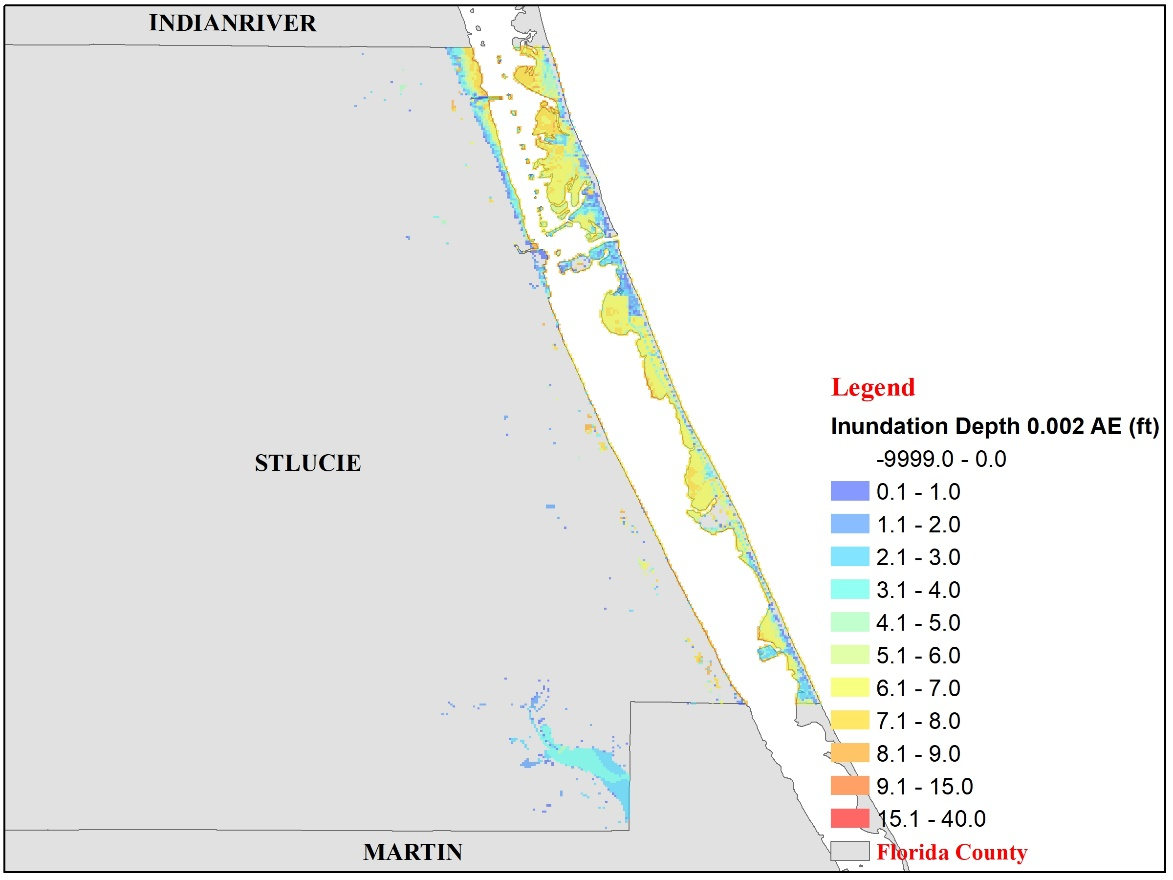 INDIANRIVER
STLUCIE
MARTIN
Legend
Inundation Depth 0.002 AE (ft)
-9999.0 - 0.0
0.1 - 1.0
1.1 - 2.0
2.1 - 3.0
3.1 - 4.0
4.1 - 5.0
5.1 - 6.0
6.1 - 7.0
7.1 - 8.0
8.1 - 9.0
9.1 - 15.0
15.1 - 40.0
Florida County